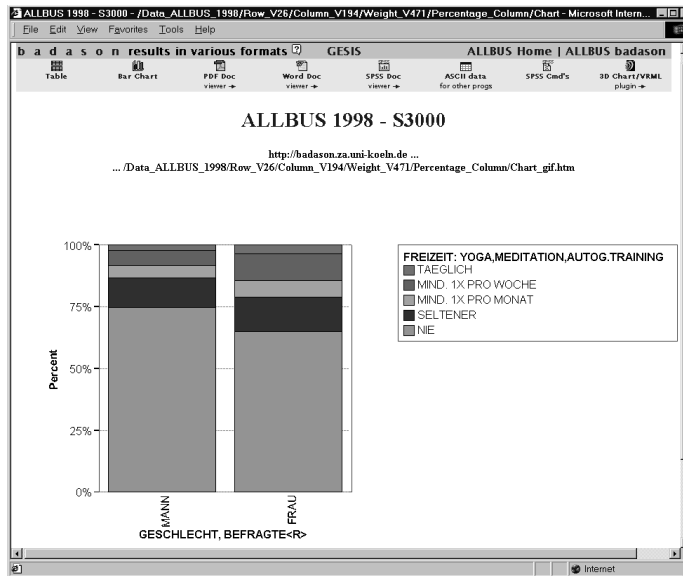 ALLBUS 1998 - S3000 - /Data_ALLBUS_1998/Row_V26/Column_V194/Weight_V471/Percentage_Column/Chart - Microsoft Intern...
File Edit View Favorites Tools Help
b a d a s o n results in various formats GESIS ALLBUS Home | ALLBUS badason
Table Bar Chart PDF Doc Word Doc SPSS Doc ASCII data SPSS Cmd's 3D Chart/VRML
viewer viewer viewer for other progs plugin
ALLBUS 1998 - S3000
http://badason.za.uni-koeln.de ...
... /Data_ALLBUS_1998/Row_V26/Column_V194/Weight_V471/Percentage_Column/Chart_gif.htm
100%
75%
50%
25%
0%
Percent
MANN
FRAU
GESCHLECHT, BEFRAGTE<R>
FREIZEIT: YOGA,MEDITATION,AUTOG.TRAINING
TAEGLICH
MIND. 1X PRO WOCHE
MIND. 1X PRO MONAT
SELTENER
NIE
Internet